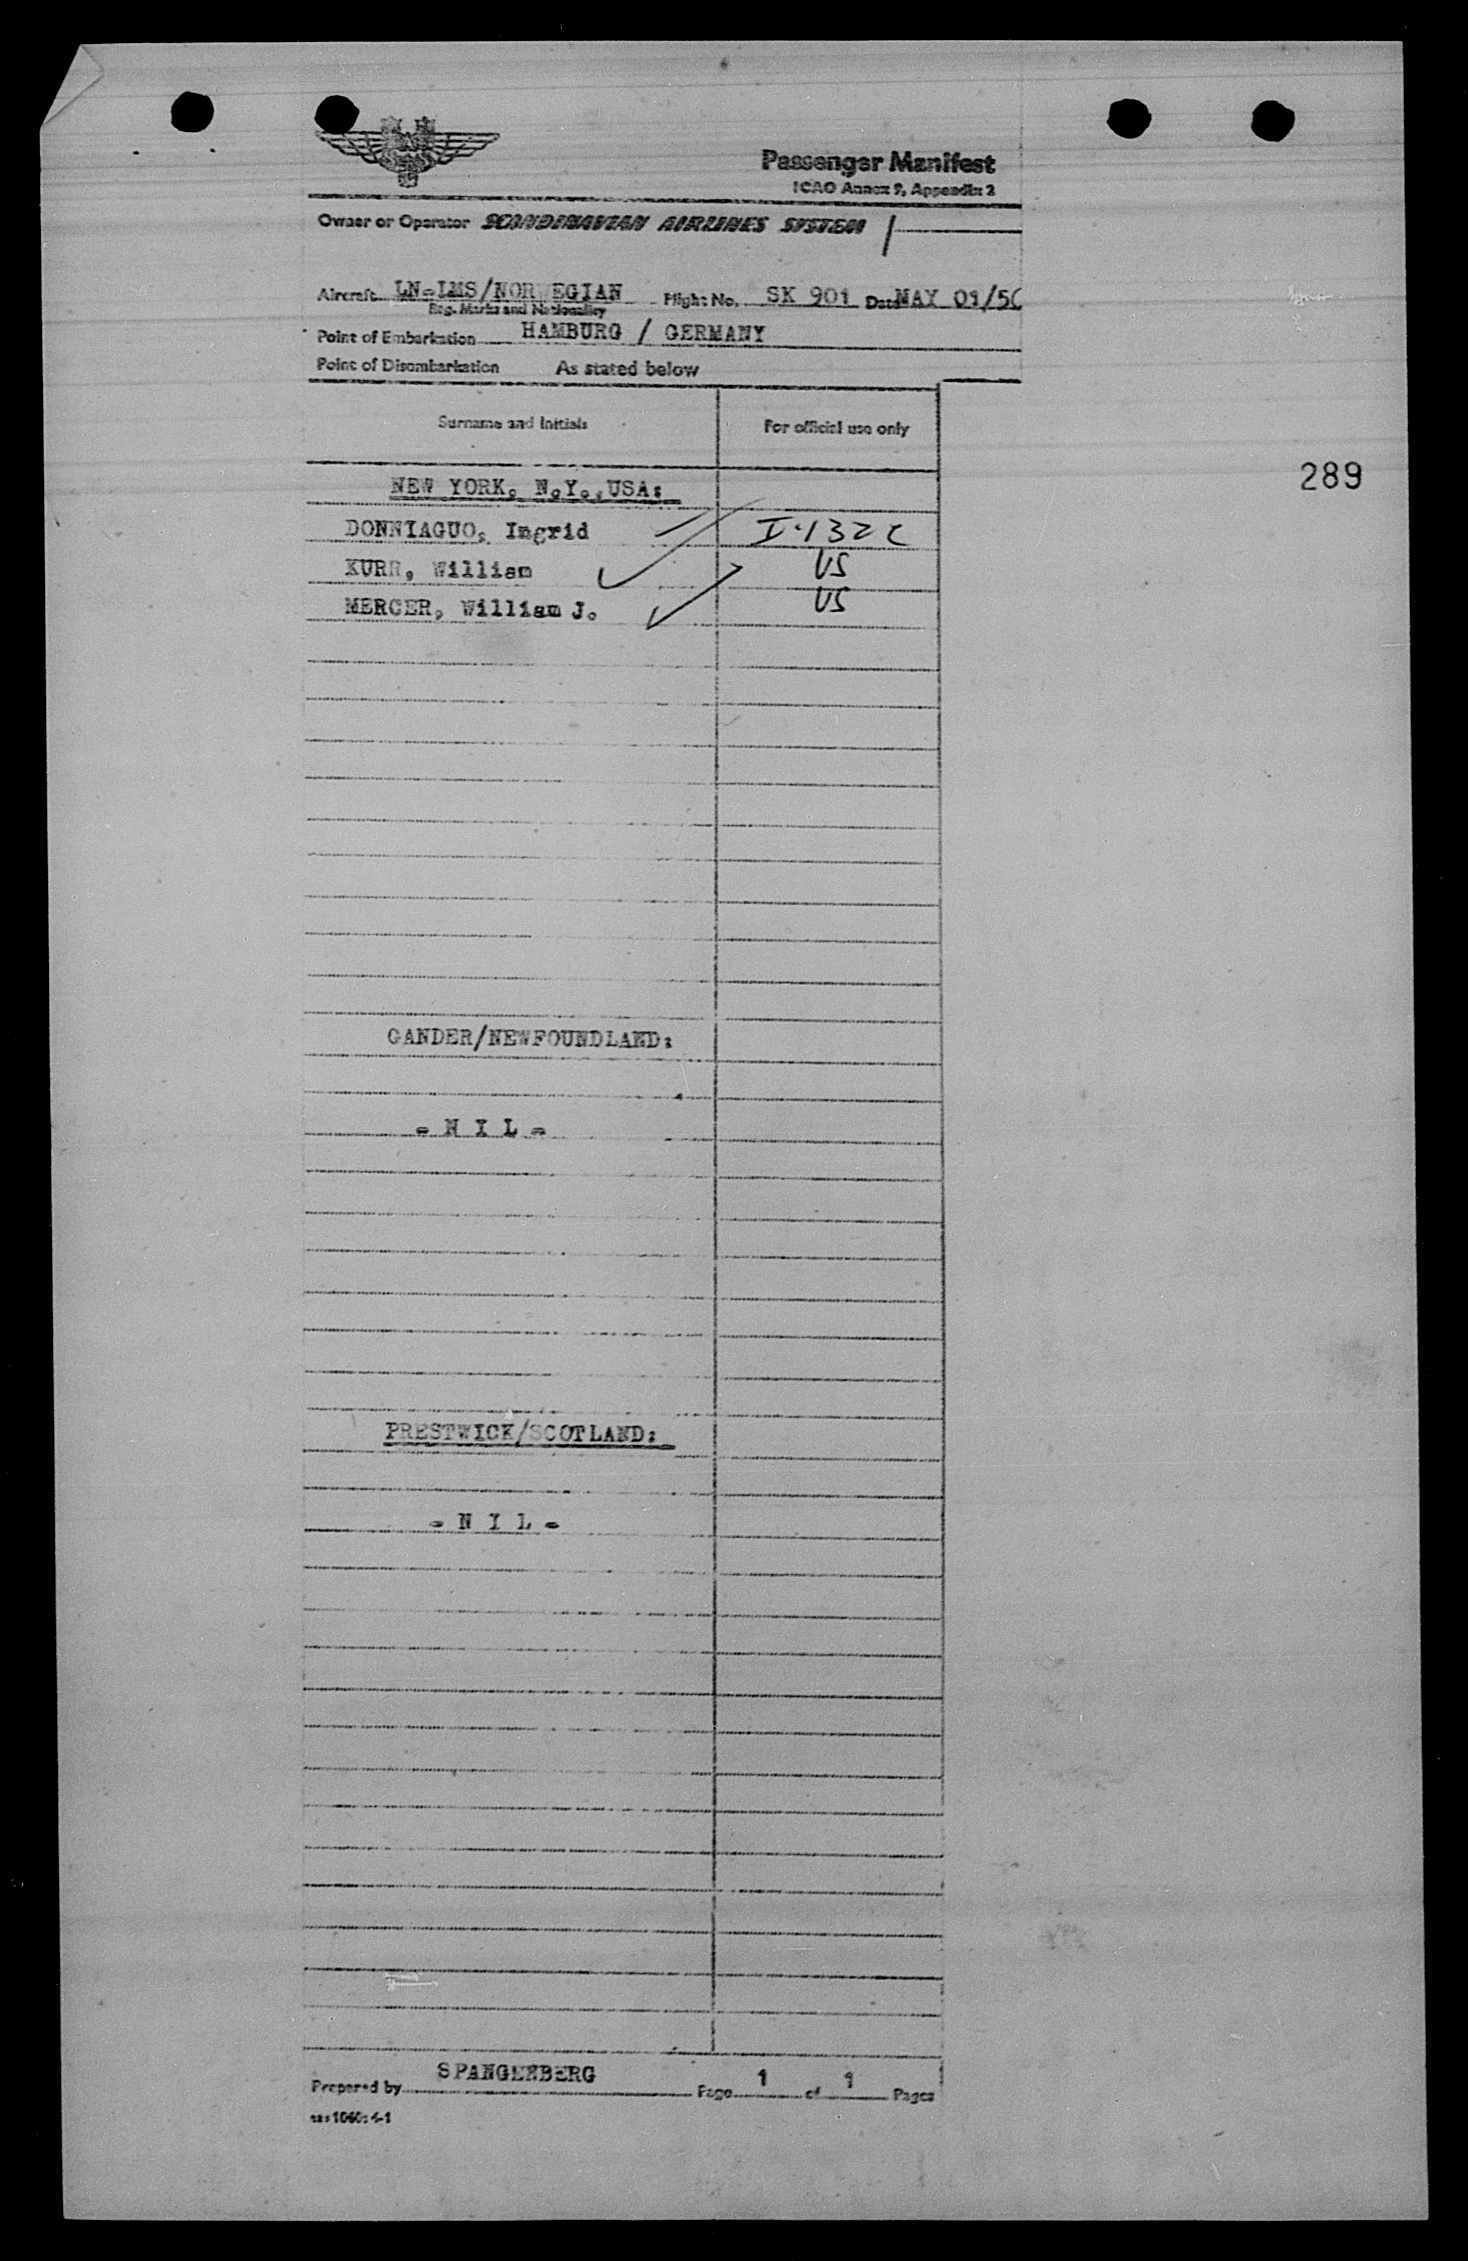 Passenger Manifest
ICAO Annex 9, Appendix 2
Owner or Operator SCANDINAVIAN AIRLINES SYSTEM
Aircraft LN-LMS/NORWEGIAN Flight No. SK 901 Date MAY 01/5
Reg. Marks and Nationality
Point of Embarkation HAMBURG / GERMANY
Point of Disembarkation As stated below
Surname and Initials For official use only
289
NEW YORK, N.Y.,USA:
DONNIAGUO, Ingrid I-132
KURR, William US
MERCER, William J. US
GANDER/NEWFOUNDLAND:
- N I L -
PRESTWICK/SCOTLAND:
- N I L -
Prepared by SPANGENBERG Page 1 of 1 Pages